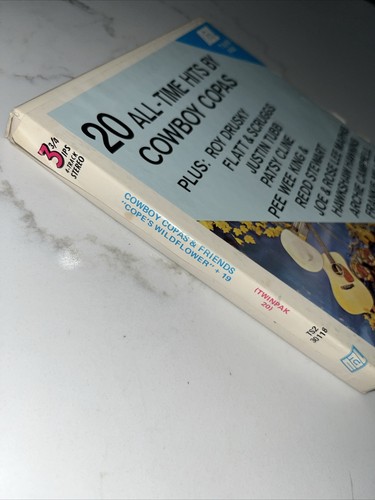 20 ALL-TIME HITS BY
COWBOY COPAS
PLUS: ROY DRUSKY
FLATT & SCRUGGS
JUSTIN TUBB
PATSY CLINE
PEE WEE KING &
REDD STEWART
JOE & ROSE LEE MAPHIS
HAWKSHAW HAWKINS
ARCHIE CAMPBELL
3 3/4
IPS
4-TRACK
STEREO
COWBOY COPAS & FRIENDS
"COPE'S WILDFLOWER" + 19
(TWINPAK
20)
TS2
30118